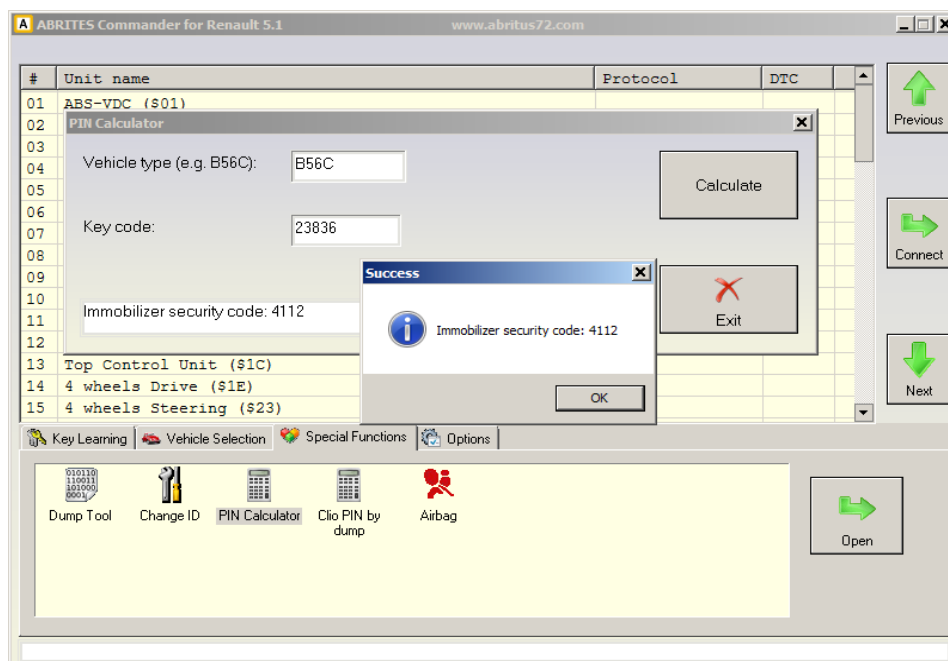 ABRITES Commander for Renault 5.1 www.abritus72.com
# Unit name Protocol DTC
01 ABS-VDC ($01)
02
03
04
05
06
07
08
09
10
11
12
13 Top Control Unit ($1C)
14 4 wheels Drive ($1E)
15 4 wheels Steering ($23)
PIN Calculator
Vehicle type (e.g. B56C): B56C
Calculate
Key code: 23836
Immobilizer security code: 4112
Exit
Success
Immobilizer security code: 4112
OK
Previous
Connect
Next
Key Learning Vehicle Selection Special Functions Options
010110
110011
101000
0001
Dump Tool Change ID PIN Calculator Clio PIN by Airbag
dump
Open